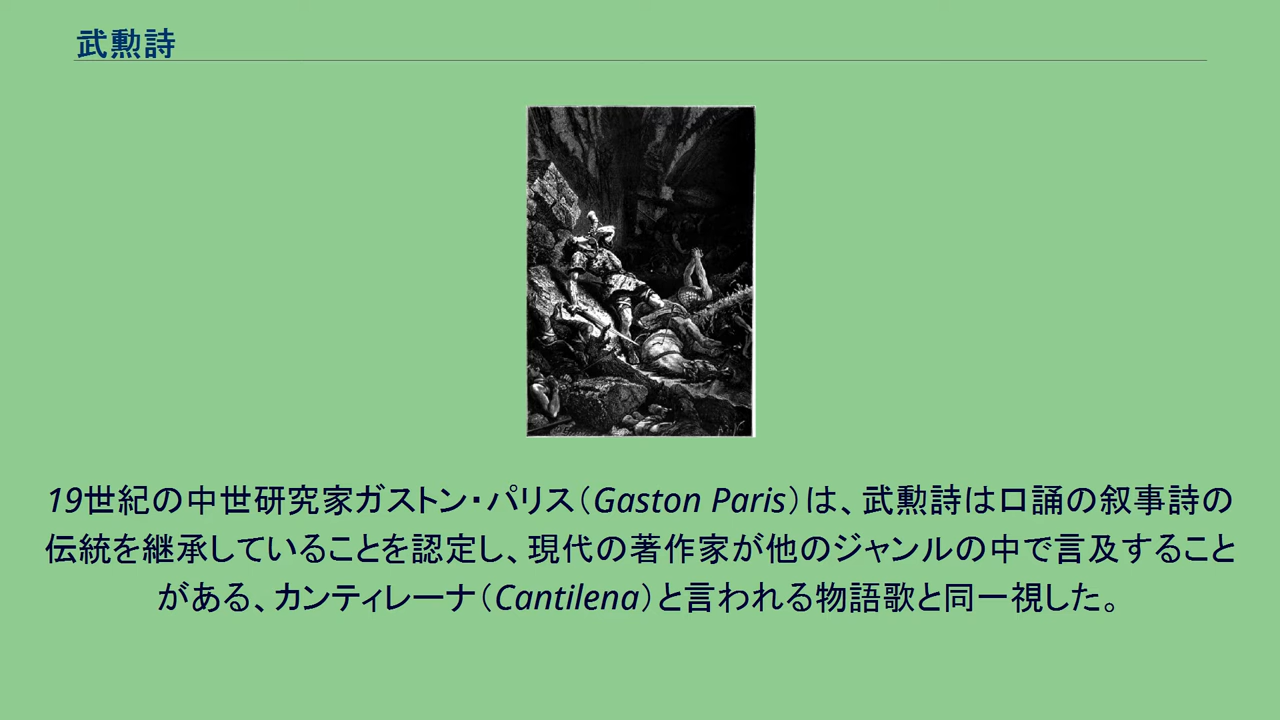 武勲詩
19世紀の中世研究家ガストン・パリス（Gaston Paris）は、武勲詩は口誦の叙事詩の
伝統を継承していることを認定し、現代の著作家が他のジャンルの中で言及すること
がある、カンティレーナ（Cantilena）と言われる物語歌と同一視した。